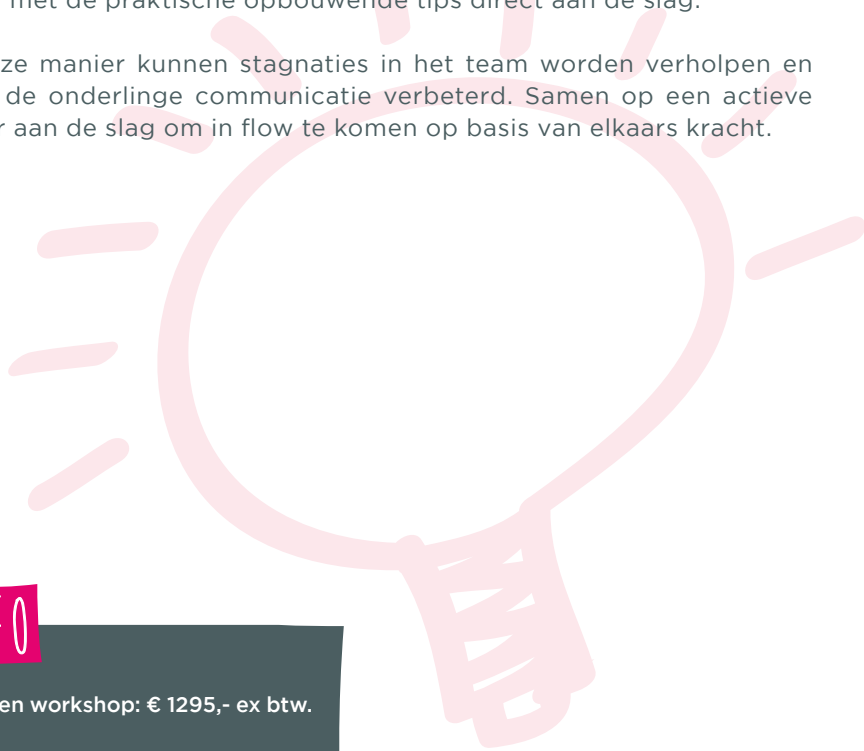 met de praktische opbouwende tips direct aan de slag.
ze manier kunnen stagnaties in het team worden verholpen en
de onderlinge communicatie verbeterd. Samen op een actieve
r aan de slag om in flow te komen op basis van elkaars kracht.
en workshop: € 1295,- ex btw.